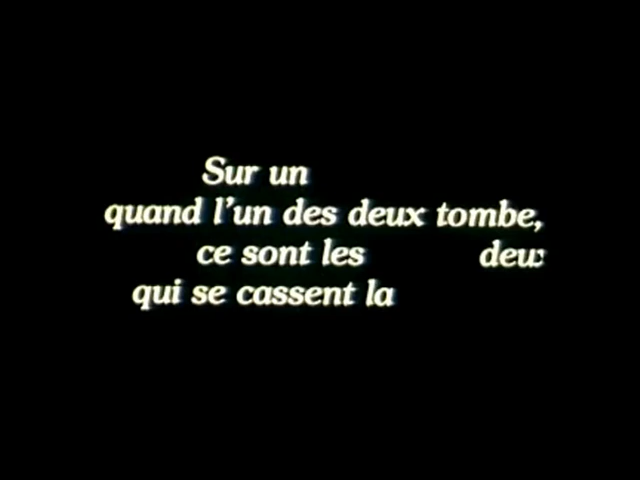 Sur un
quand l'un des deux tombe,
ce sont les deux
qui se cassent la